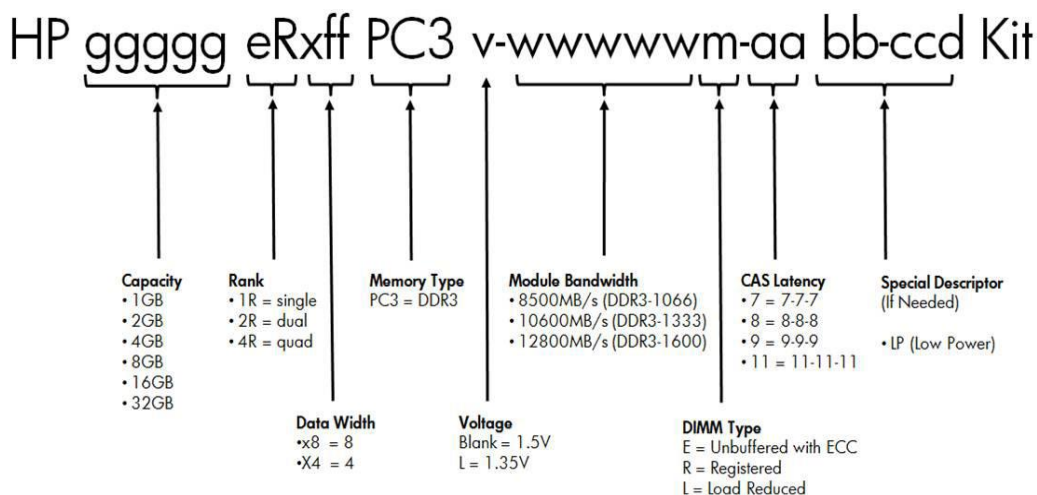 HP ggggg eRxff PC3 v-wwwwwm-aa bb-ccd Kit
Capacity
• 1GB
• 2GB
• 4GB
• 8GB
• 16GB
• 32GB
Rank
• 1R = single
• 2R = dual
• 4R = quad
Memory Type
PC3 = DDR3
Module Bandwidth
• 8500MB/s (DDR3-1066)
• 10600MB/s (DDR3-1333)
• 12800MB/s (DDR3-1600)
CAS Latency
• 7 = 7-7-7
• 8 = 8-8-8
• 9 = 9-9-9
• 11 = 11-11-11
Special Descriptor
(If Needed)
• LP (Low Power)
Data Width
•x8 = 8
•X4 = 4
Voltage
Blank = 1.5V
L = 1.35V
DIMM Type
E = Unbuffered with ECC
R = Registered
L = Load Reduced